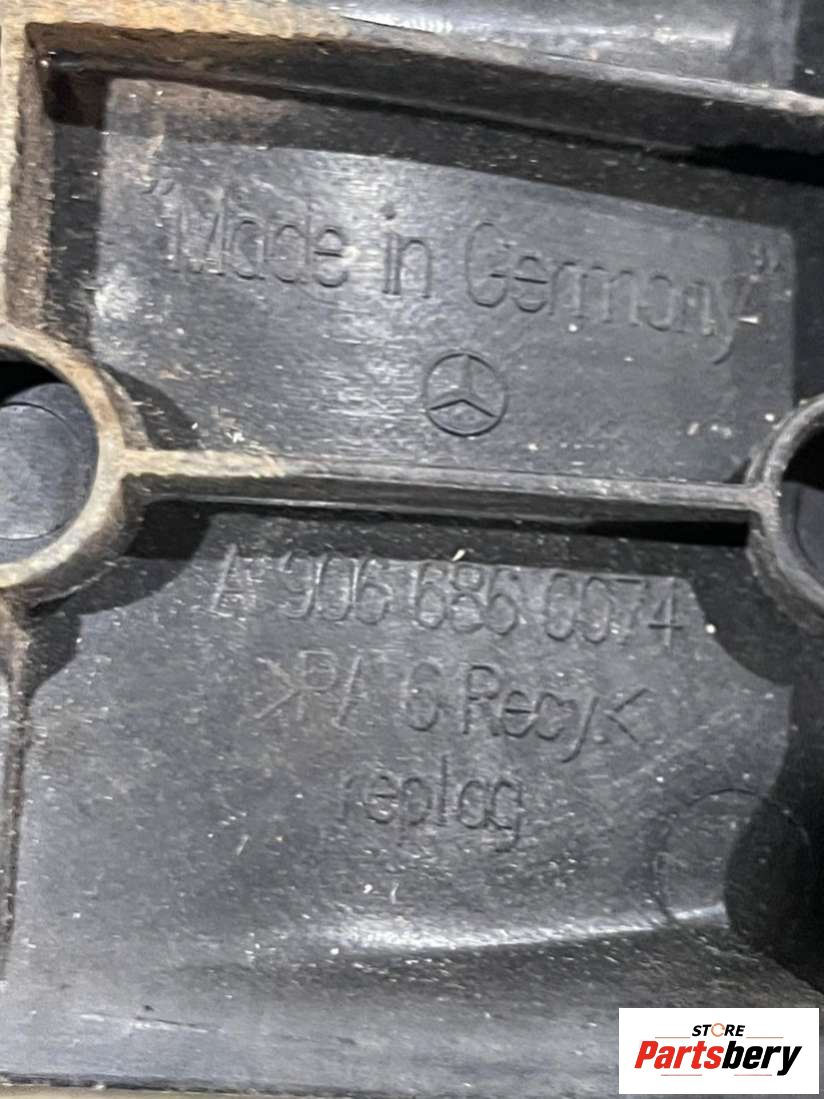 "Made in Germany"
A 906 686 0074
>PA 6 Recy.<
replag
STORE
Partsbery